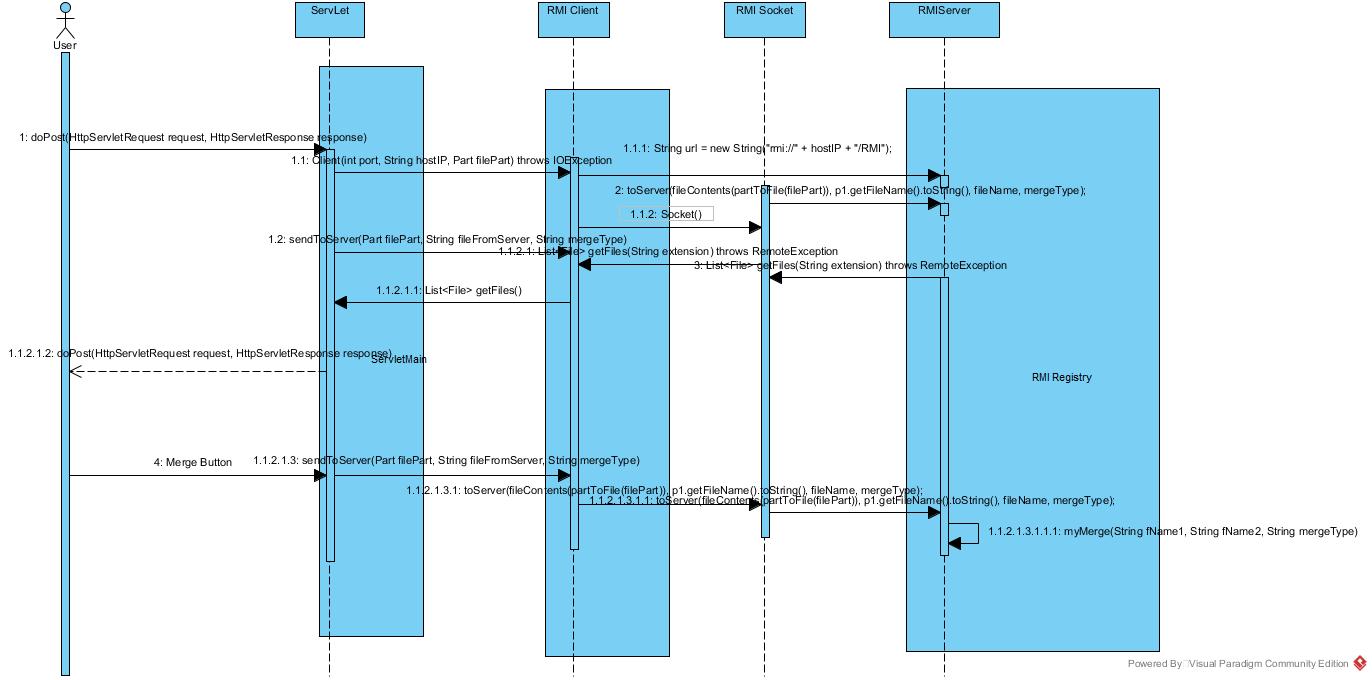 ServLet
RMI Client
RMI Socket
RMIServer
User
1: doPost(HttpServletRequest request, HttpServletResponse response)
1.1.1: String url = new String("rmi://" + hostIP + "/RMI");
1.1: Client(int port, String hostIP, Part filePart) throws IOException
2: toServer(fileContents(partToFile(filePart)), p1.getFileName().toString(), fileName, mergeType);
1.1.2: Socket()
1.2: sendToServer(Part filePart, String fileFromServer, String mergeType)
1.1.2.1: List<File> getFiles(String extension) throws RemoteException
3: List<File> getFiles(String extension) throws RemoteException
1.1.2.1.1: List<File> getFiles()
1.1.2.1.2: doPost(HttpServletRequest request, HttpServletResponse response)
ServletMain
RMI Registry
4: Merge Button
1.1.2.1.3: sendToServer(Part filePart, String fileFromServer, String mergeType)
1.1.2.1.3.1: toServer(fileContents(partToFile(filePart)), p1.getFileName().toString(), fileName, mergeType);
1.1.2.1.3.1.1: toServer(fileContents(partToFile(filePart)), p1.getFileName().toString(), fileName, mergeType);
1.1.2.1.3.1.1.1: myMerge(String fName1, String fName2, String mergeType)
Powered By Visual Paradigm Community Edition